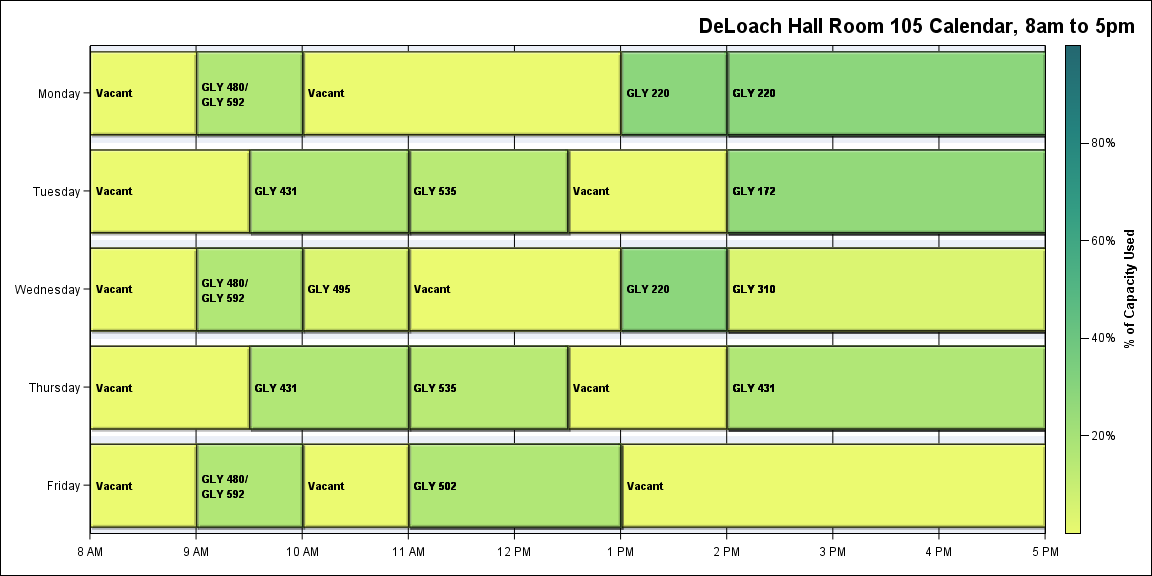 DeLoach Hall Room 105 Calendar, 8am to 5pm
Monday
Vacant
GLY 480/
GLY 592
Vacant
GLY 220
GLY 220
Tuesday
Vacant
GLY 431
GLY 535
Vacant
GLY 172
Wednesday
Vacant
GLY 480/
GLY 592
GLY 495
Vacant
GLY 220
GLY 310
Thursday
Vacant
GLY 431
GLY 535
Vacant
GLY 431
Friday
Vacant
GLY 480/
GLY 592
Vacant
GLY 502
Vacant
8 AM
9 AM
10 AM
11 AM
12 PM
1 PM
2 PM
3 PM
4 PM
5 PM
80%
60%
40%
20%
% of Capacity Used